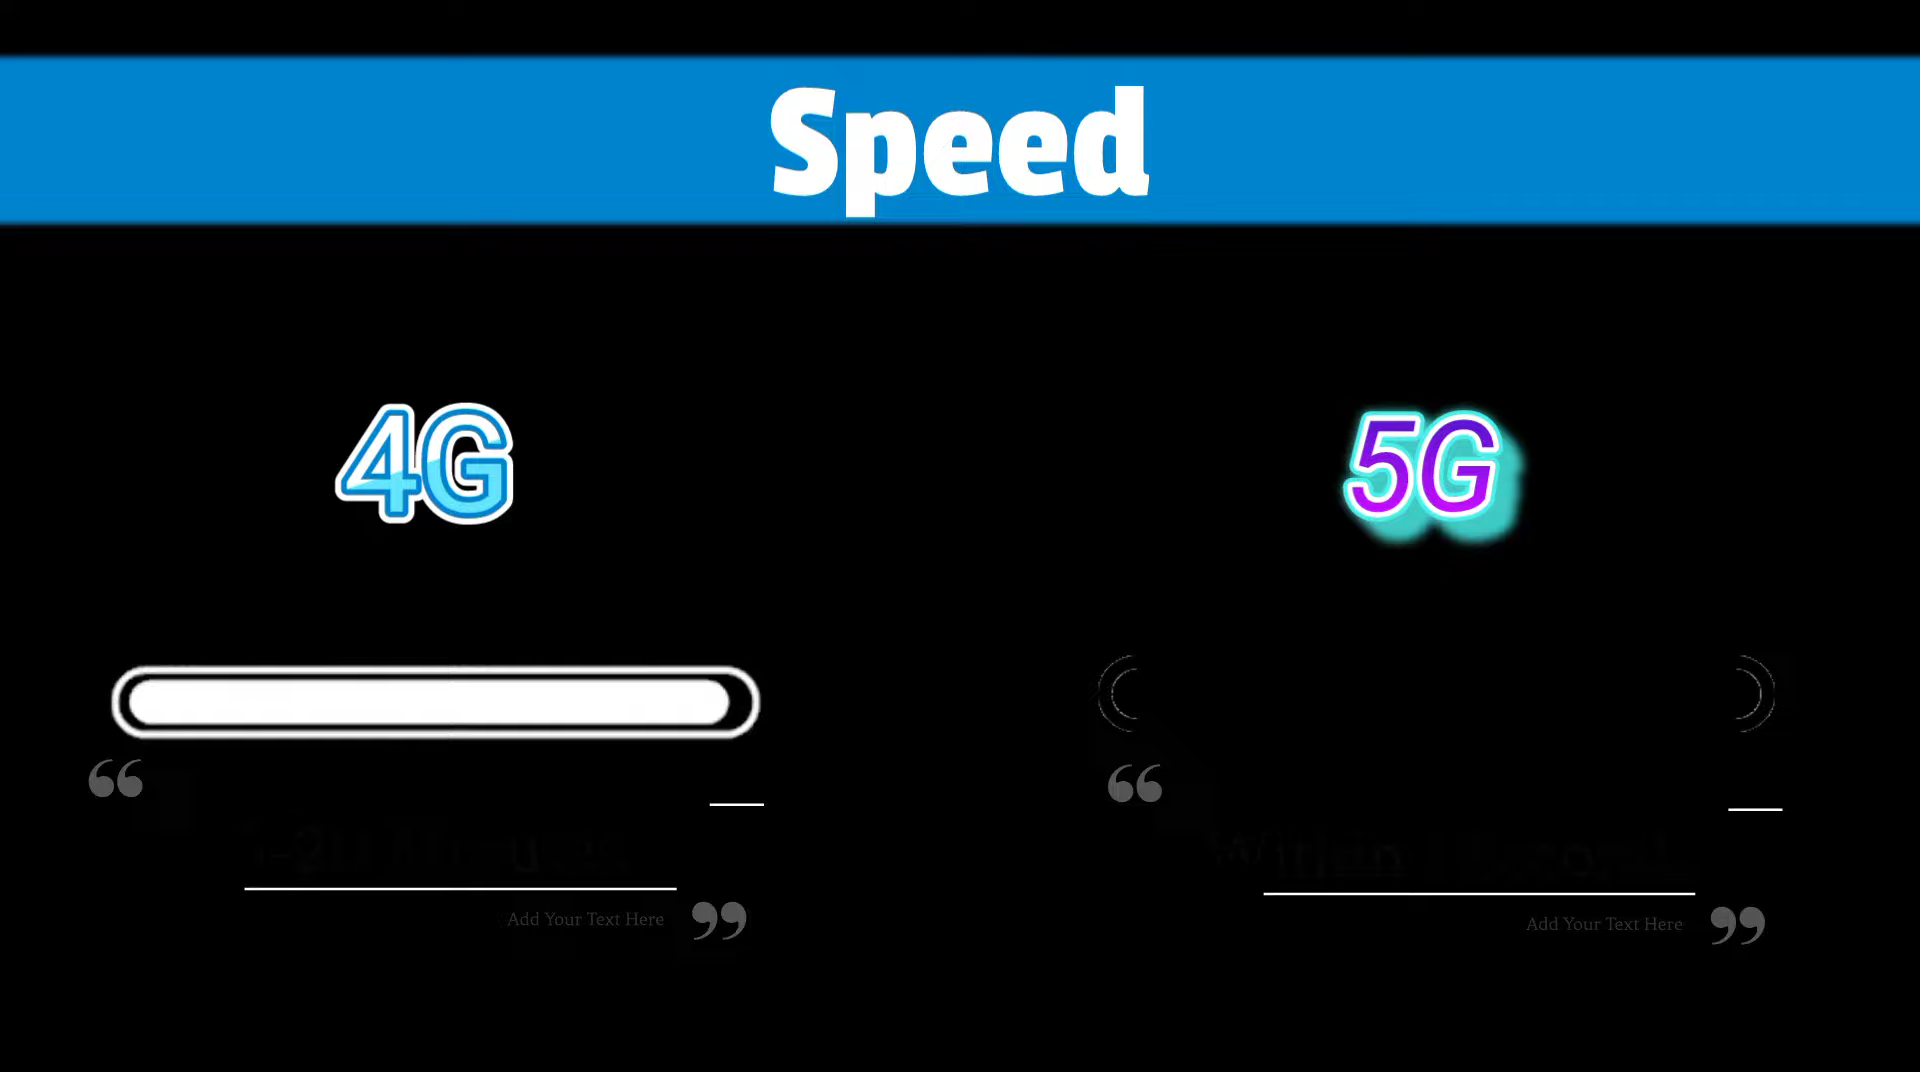 Speed
4G
5G
“
“
Add Your Text Here ”
Add Your Text Here ”